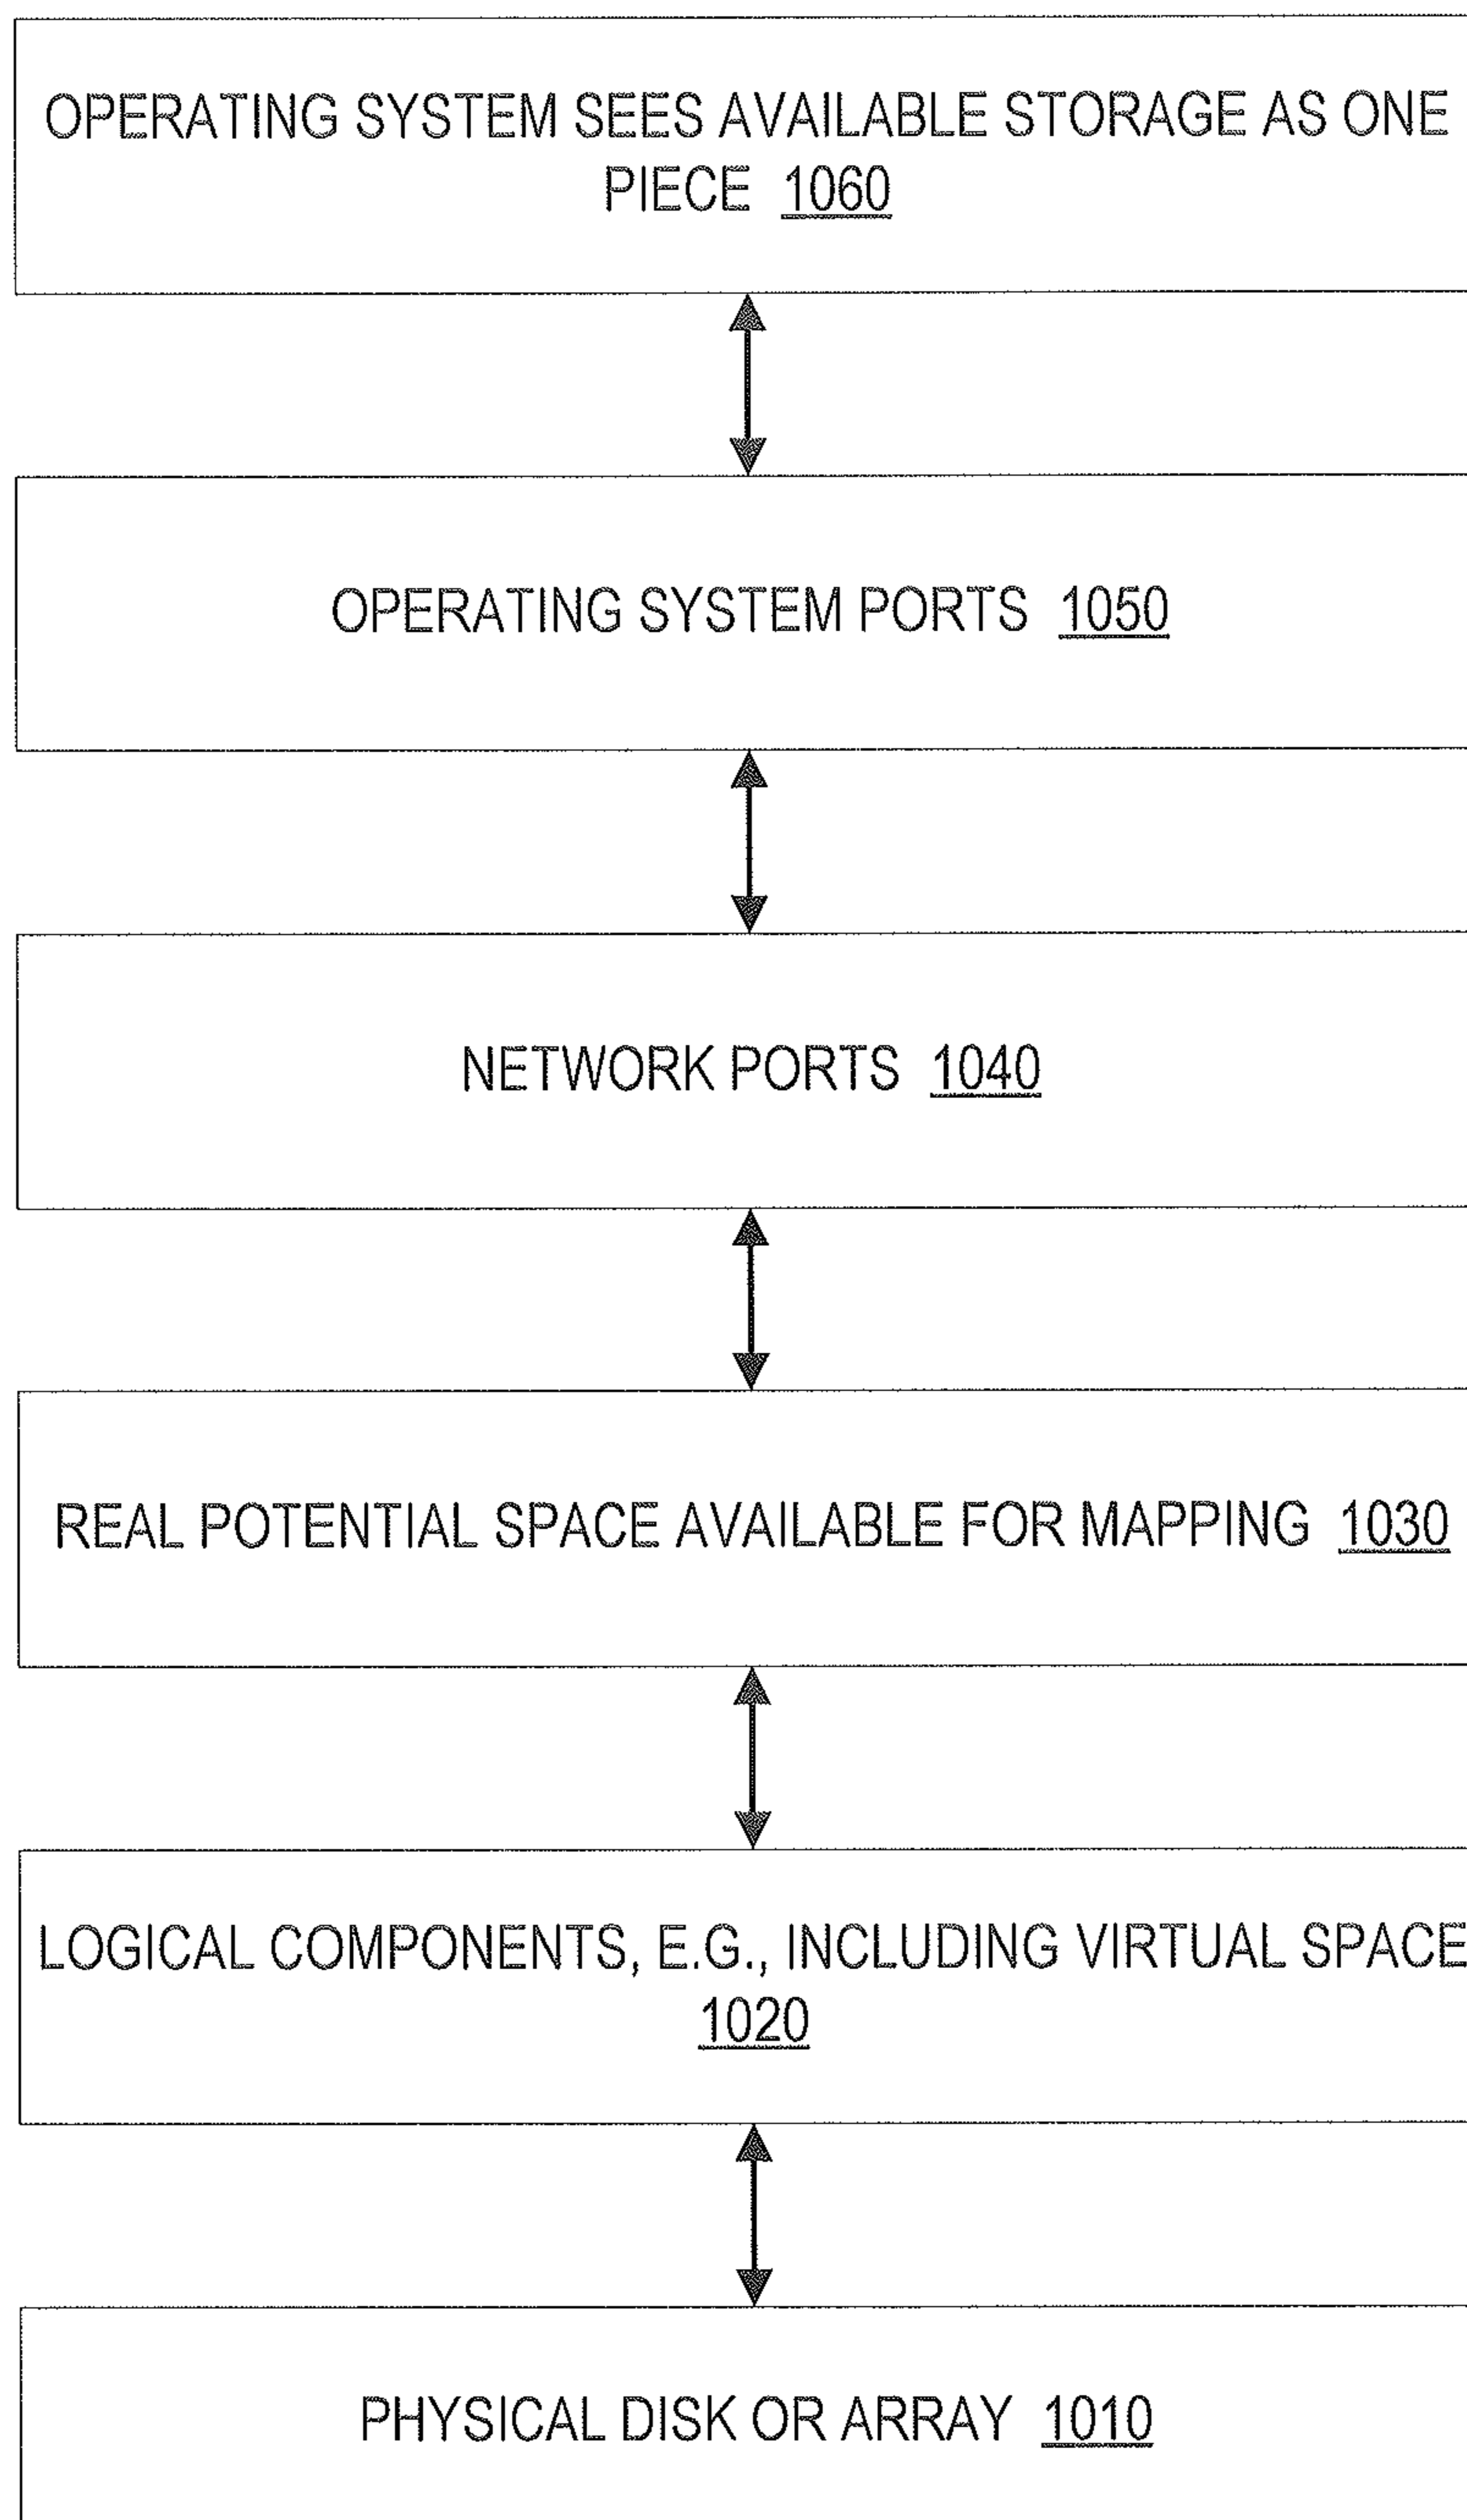 OPERATING SYSTEM SEES AVAILABLE STORAGE AS ONE
PIECE 1060
OPERATING SYSTEM PORTS 1050
NETWORK PORTS 1040
REAL POTENTIAL SPACE AVAILABLE FOR MAPPING 1030
LOGICAL COMPONENTS, E.G., INCLUDING VIRTUAL SPACE
1020
PHYSICAL DISK OR ARRAY 1010